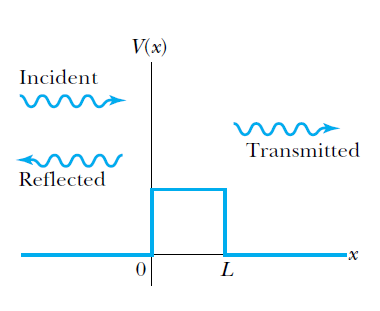 V(x)
Incident
Transmitted
Reflected
x
0
L